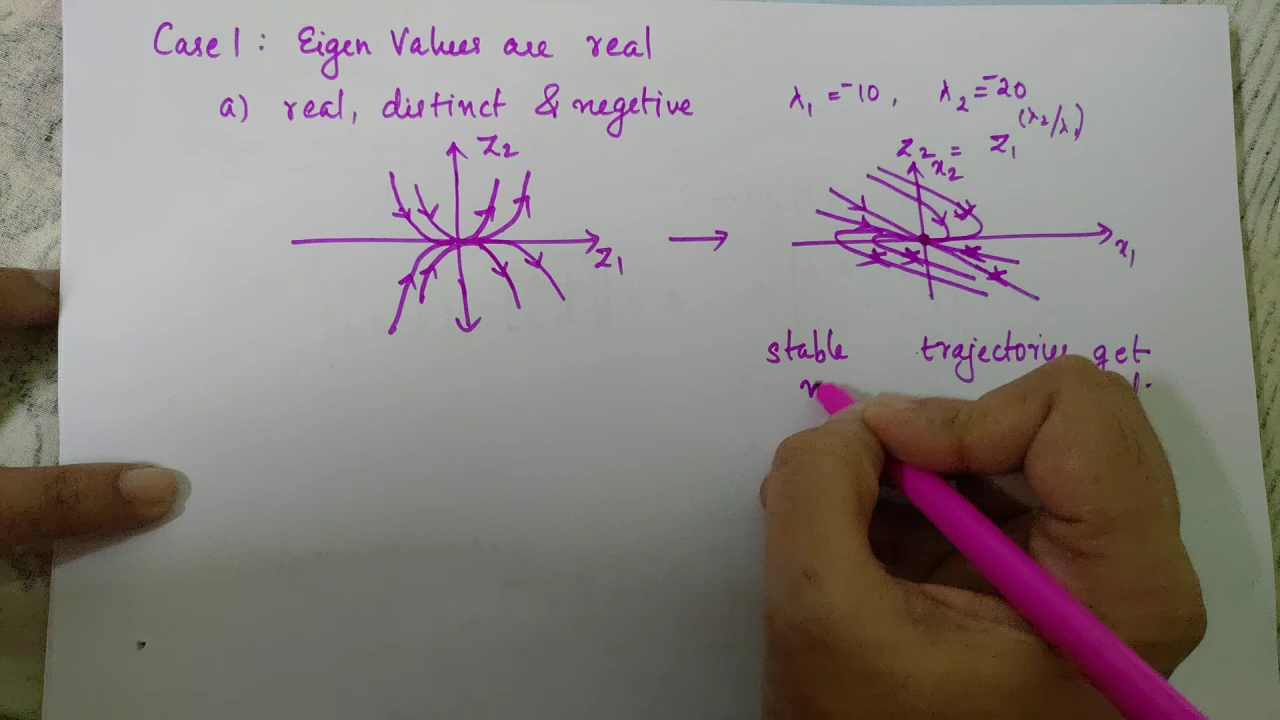 Case 1 : Eigen Values are real
a) real, distinct & negetive
λ₁ = -10, λ₂ = -20
Z₂ = Z₁^(λ₂/λ₁)
Z₂
Z₁
x₂
x₁
stable trajectories get